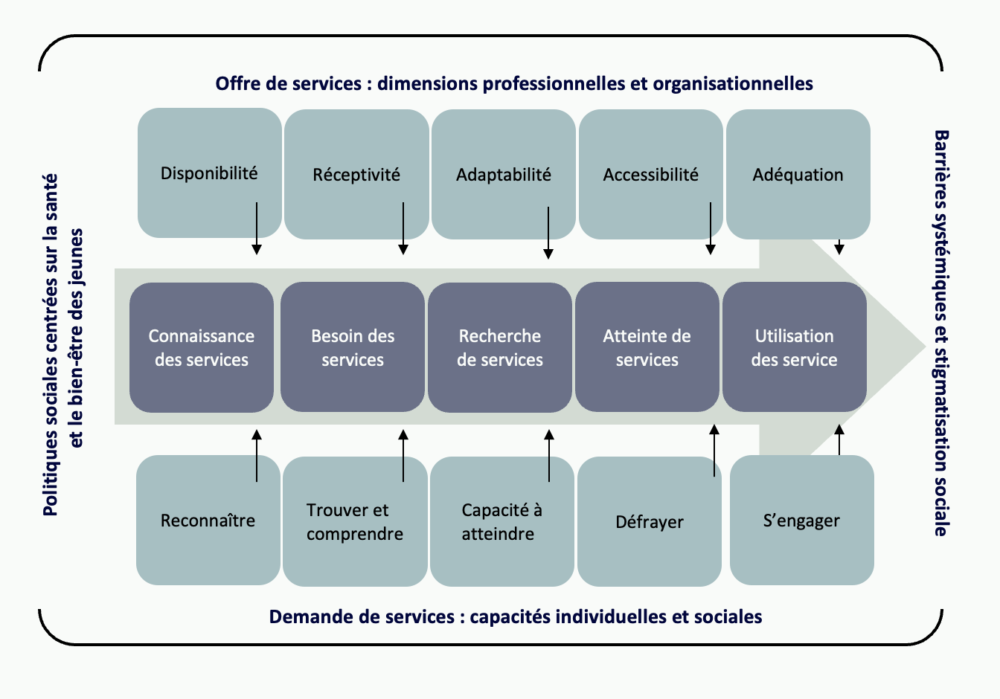 Offre de services : dimensions professionnelles et organisationnelles
Politiques sociales centrées sur la santé
et le bien-être des jeunes
Disponibilité
Réceptivité
Adaptabilité
Accessibilité
Adéquation
Connaissance
des services
Besoin des
services
Recherche
de services
Atteinte de
services
Utilisation
des service
Reconnaître
Trouver et
comprendre
Capacité à
atteindre
Défrayer
S’engager
Barrières systémiques et stigmatisation sociale
Demande de services : capacités individuelles et sociales